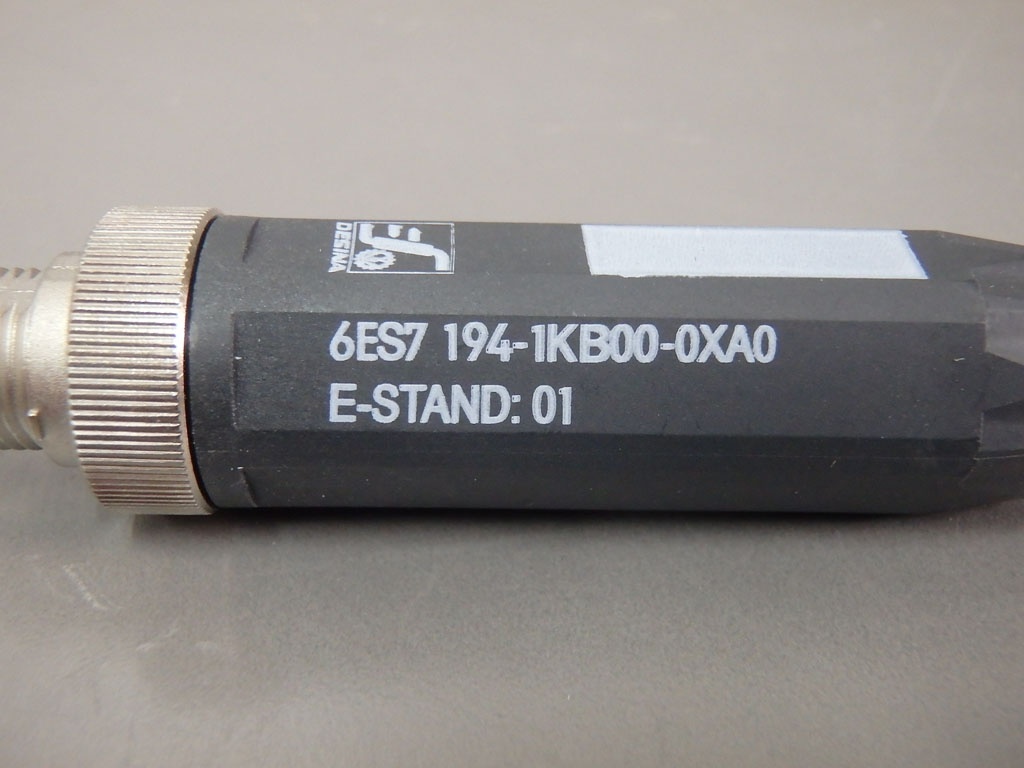 DESINA
6ES7 194-1KB00-0XA0
E-STAND: 01